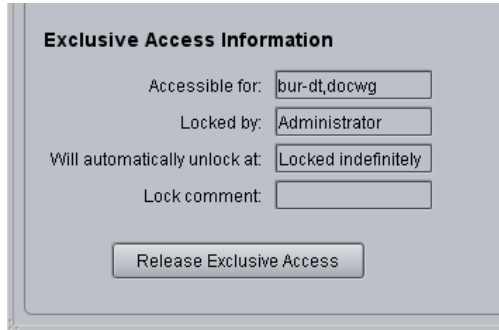 Exclusive Access Information
Accessible for: bur-dt,docwg
Locked by: Administrator
Will automatically unlock at: Locked indefinitely
Lock comment:
Release Exclusive Access